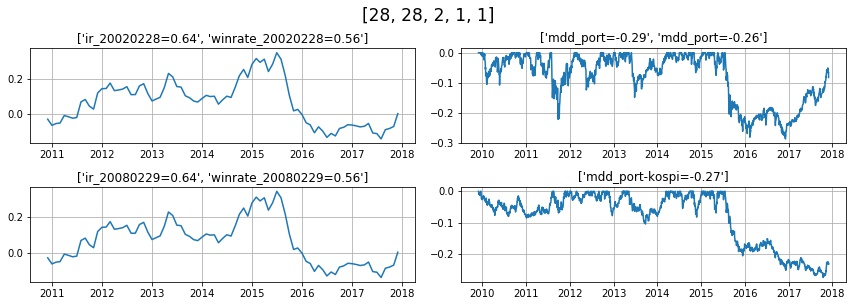 [28, 28, 2, 1, 1]
['ir_20020228=0.64', 'winrate_20020228=0.56']
0.2
0.0
2011 2012 2013 2014 2015 2016 2017 2018
['mdd_port=-0.29', 'mdd_port=-0.26']
0.0
−0.1
−0.2
−0.3
2010 2011 2012 2013 2014 2015 2016 2017 2018
['ir_20080229=0.64', 'winrate_20080229=0.56']
0.2
0.0
2011 2012 2013 2014 2015 2016 2017 2018
['mdd_port-kospi=-0.27']
0.0
−0.1
−0.2
2010 2011 2012 2013 2014 2015 2016 2017 2018